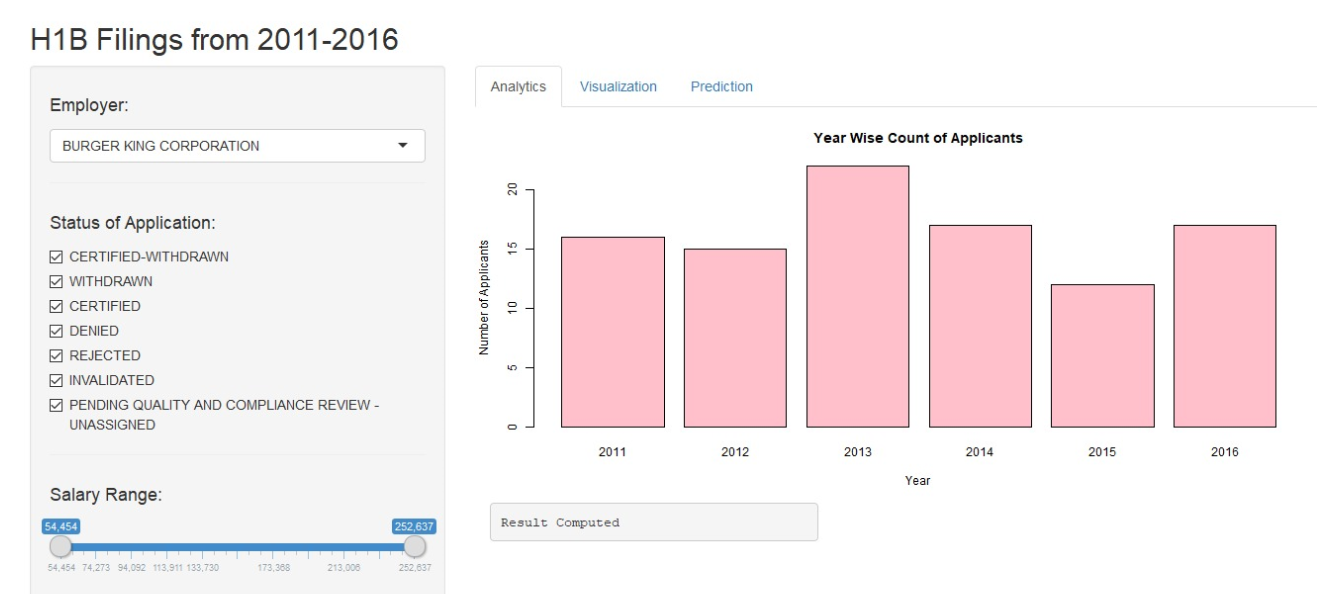 H1B Filings from 2011-2016
Employer:
BURGER KING CORPORATION
Status of Application:
CERTIFIED-WITHDRAWN
WITHDRAWN
CERTIFIED
DENIED
REJECTED
INVALIDATED
PENDING QUALITY AND COMPLIANCE REVIEW -
UNASSIGNED
Salary Range:
54,454 252,637
54,454 74,273 94,092 113,911 133,730 173,368 213,006 252,637
Analytics Visualization Prediction
Year Wise Count of Applicants
Number of Applicants
20
15
10
5
0
2011 2012 2013 2014 2015 2016
Year
Result Computed